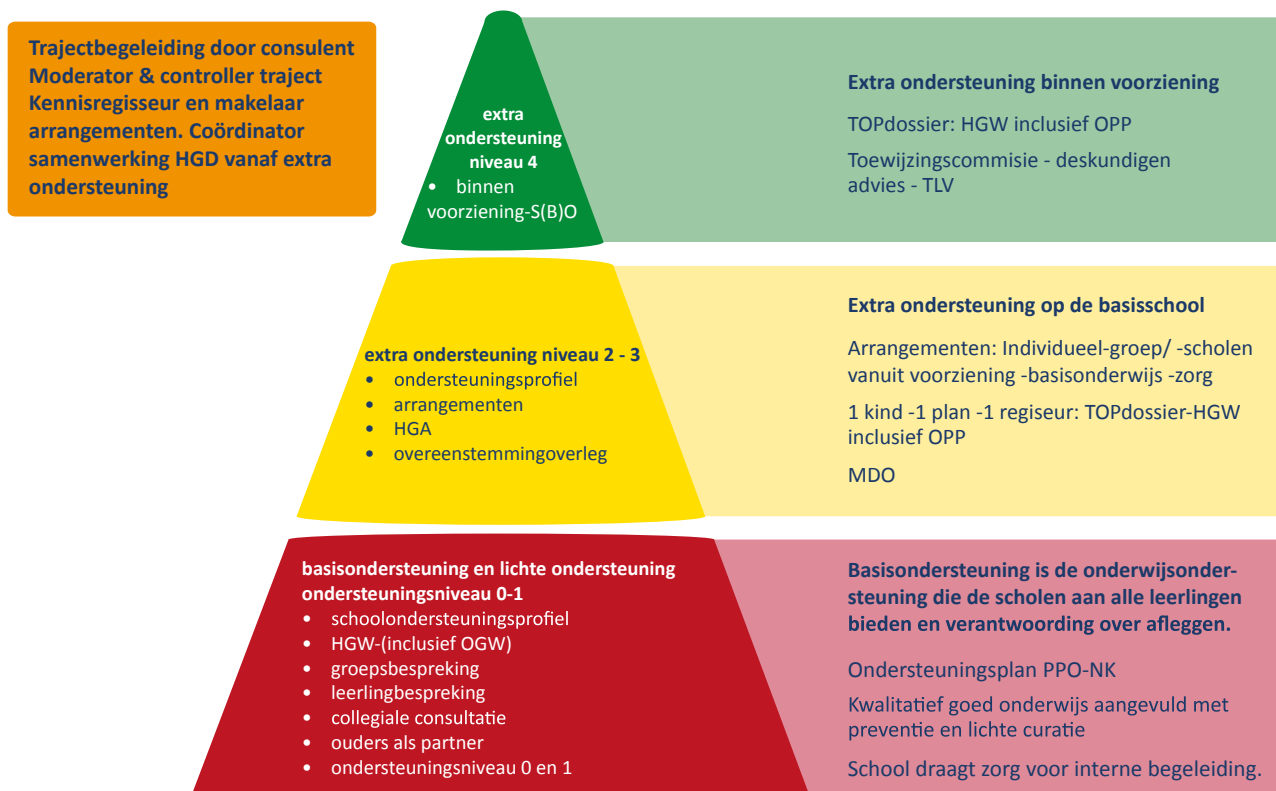 Trajectbegeleiding door consulent
Moderator & controller traject
Kennisregisseur en makelaar
arrangementen. Coördinator
samenwerking HGD vanaf extra
ondersteuning
extra
ondersteuning
niveau 4
• binnen
voorziening-S(B)O
Extra ondersteuning binnen voorziening
TOPdossier: HGW inclusief OPP
Toewijzingscommisie - deskundigen
advies - TLV
extra ondersteuning niveau 2 - 3
• ondersteuningsprofiel
• arrangementen
• HGA
• overeenstemmingoverleg
Extra ondersteuning op de basisschool
Arrangementen: Individueel-groep/ -scholen
vanuit voorziening -basisonderwijs -zorg
1 kind -1 plan -1 regiseur: TOPdossier-HGW
inclusief OPP
MDO
basisondersteuning en lichte ondersteuning
ondersteuningsniveau 0-1
• schoolondersteuningsprofiel
• HGW-(inclusief OGW)
• groepsbespreking
• leerlingbespreking
• collegiale consultatie
• ouders als partner
• ondersteuningsniveau 0 en 1
Basisondersteuning is de onderwijsonder-
steuning die de scholen aan alle leerlingen
bieden en verantwoording over afleggen.
Ondersteuningsplan PPO-NK
Kwalitatief goed onderwijs aangevuld met
preventie en lichte curatie
School draagt zorg voor interne begeleiding.